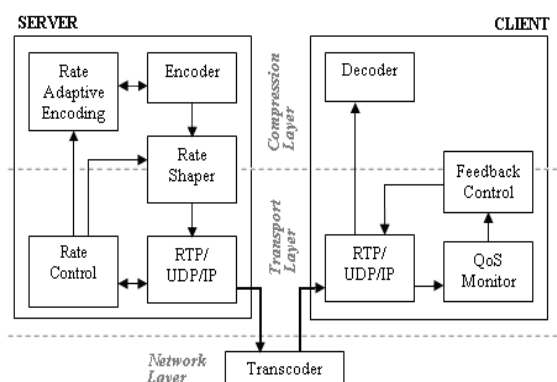 SERVER
CLIENT
Rate
Adaptive
Encoding
Encoder
Compression
Layer
Decoder
Rate
Shaper
Feedback
Control
Transport
Layer
Rate
Control
RTP/
UDP/IP
RTP/
UDP/IP
QoS
Monitor
Network
Layer
Transcoder